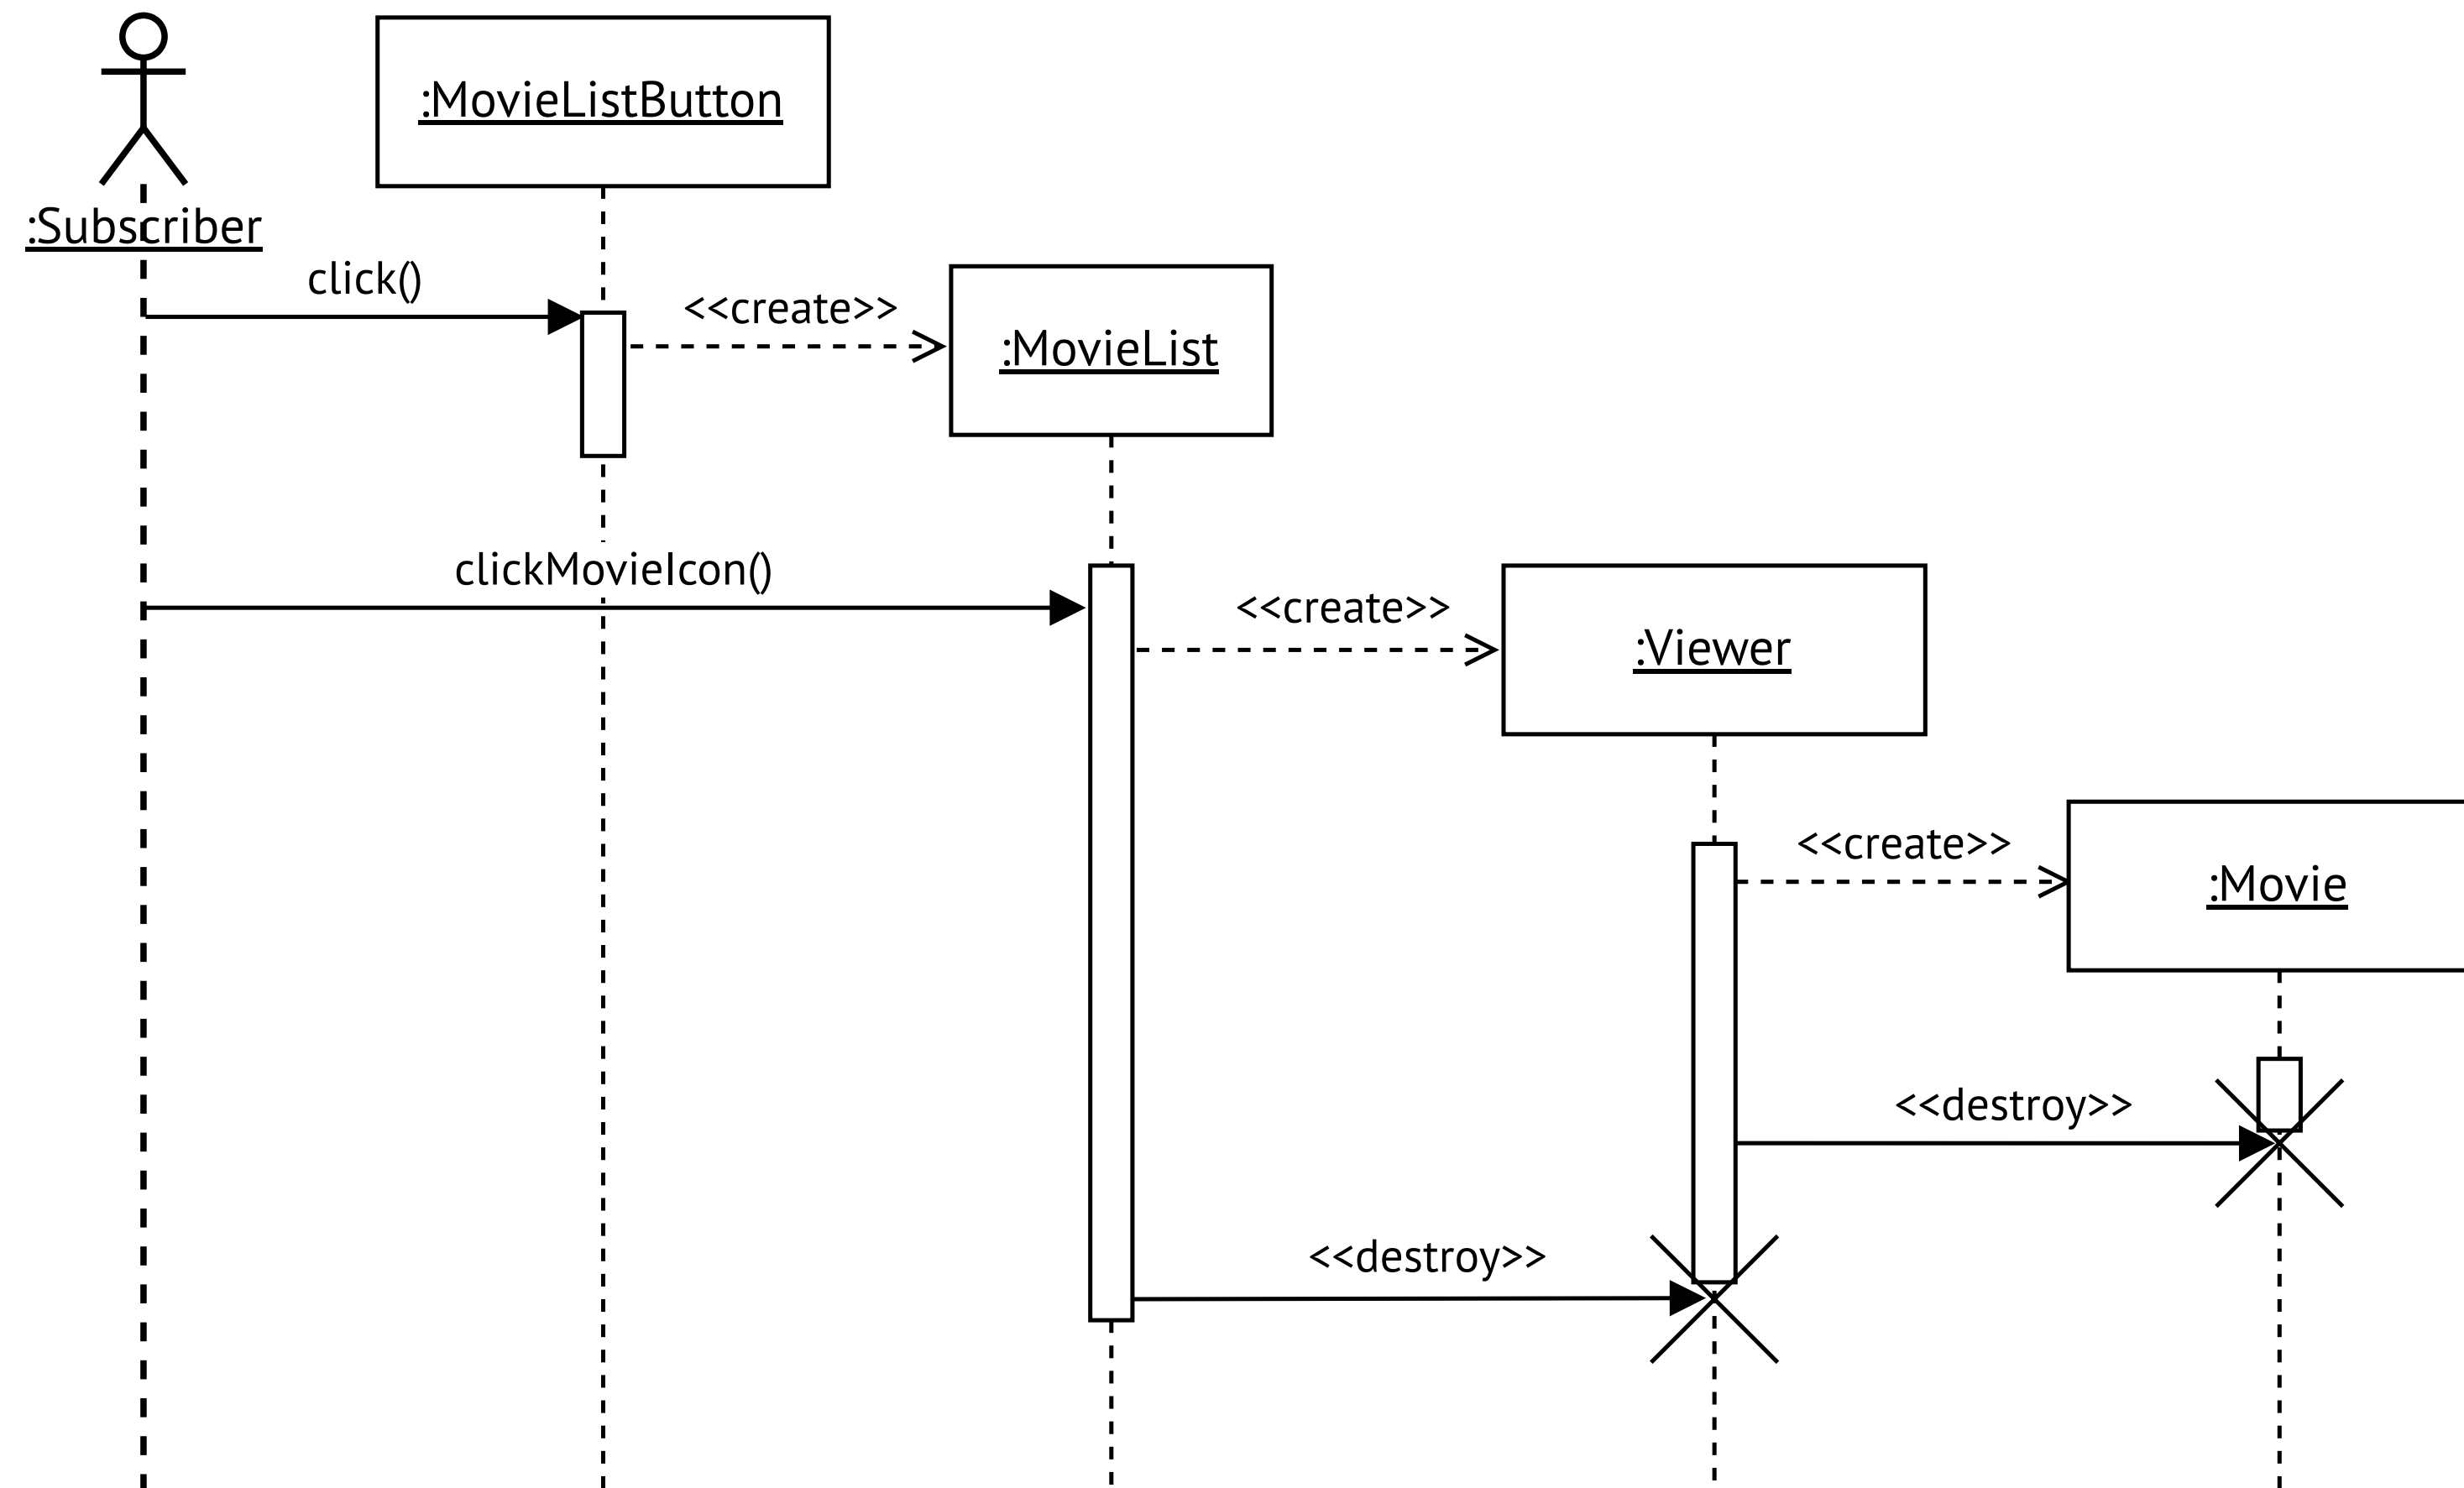 :MovieListButton
:Subscriber
click()
<<create>>
:MovieList
clickMovieIcon()
<<create>>
:Viewer
<<create>>
:Movie
<<destroy>>
<<destroy>>